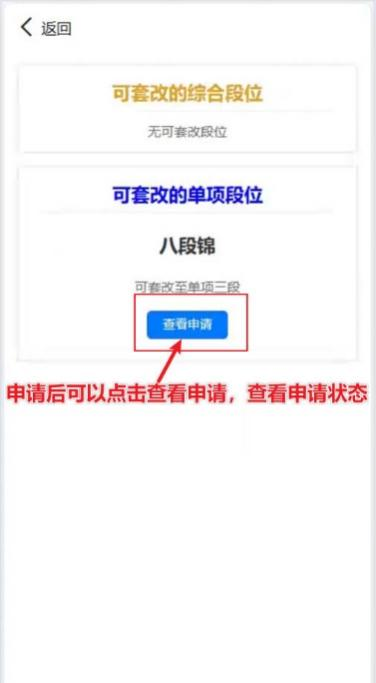 返回
可套改的综合段位
无可套改段位
可套改的单项段位
八段锦
可套改至单项三段
查看申请
申请后可以点击查看申请，查看申请状态